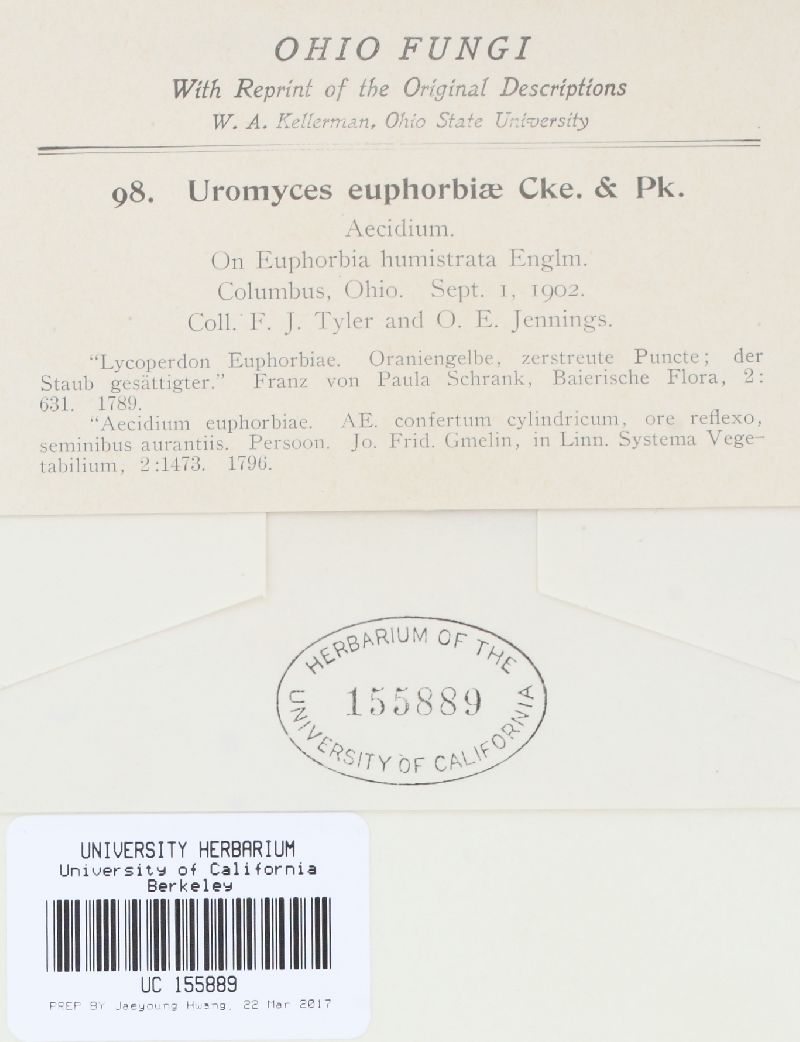 OHIO FUNGI
With Reprint of the Original Descriptions
W. A. Kellerman, Ohio State University
98. Uromyces euphorbiæ Cke. & Pk.
Aecidium.
On Euphorbia humistrata Englm.
Columbus, Ohio. Sept. 1, 1902.
Coll. F. J. Tyler and O. E. Jennings.
"Lycoperdon Euphorbiae. Oraniengelbe, zerstreute Puncte; der
Staub gesättigter." Franz von Paula Schrank, Baierische Flora, 2:
631. 1789.
"Aecidium euphorbiae. AE. confertum cylindricum, ore reflexo,
seminibus aurantiis. Persoon. Jo. Frid. Gmelin, in Linn. Systema Vege-
tabilium, 2:1473. 1796.
HERBARIUM OF THE
155889
UNIVERSITY OF CALIFORNIA
UNIVERSITY HERBARIUM
University of California
Berkeley
UC 155889
PREP BY Jaeyoung Hwang, 22 Mar 2017